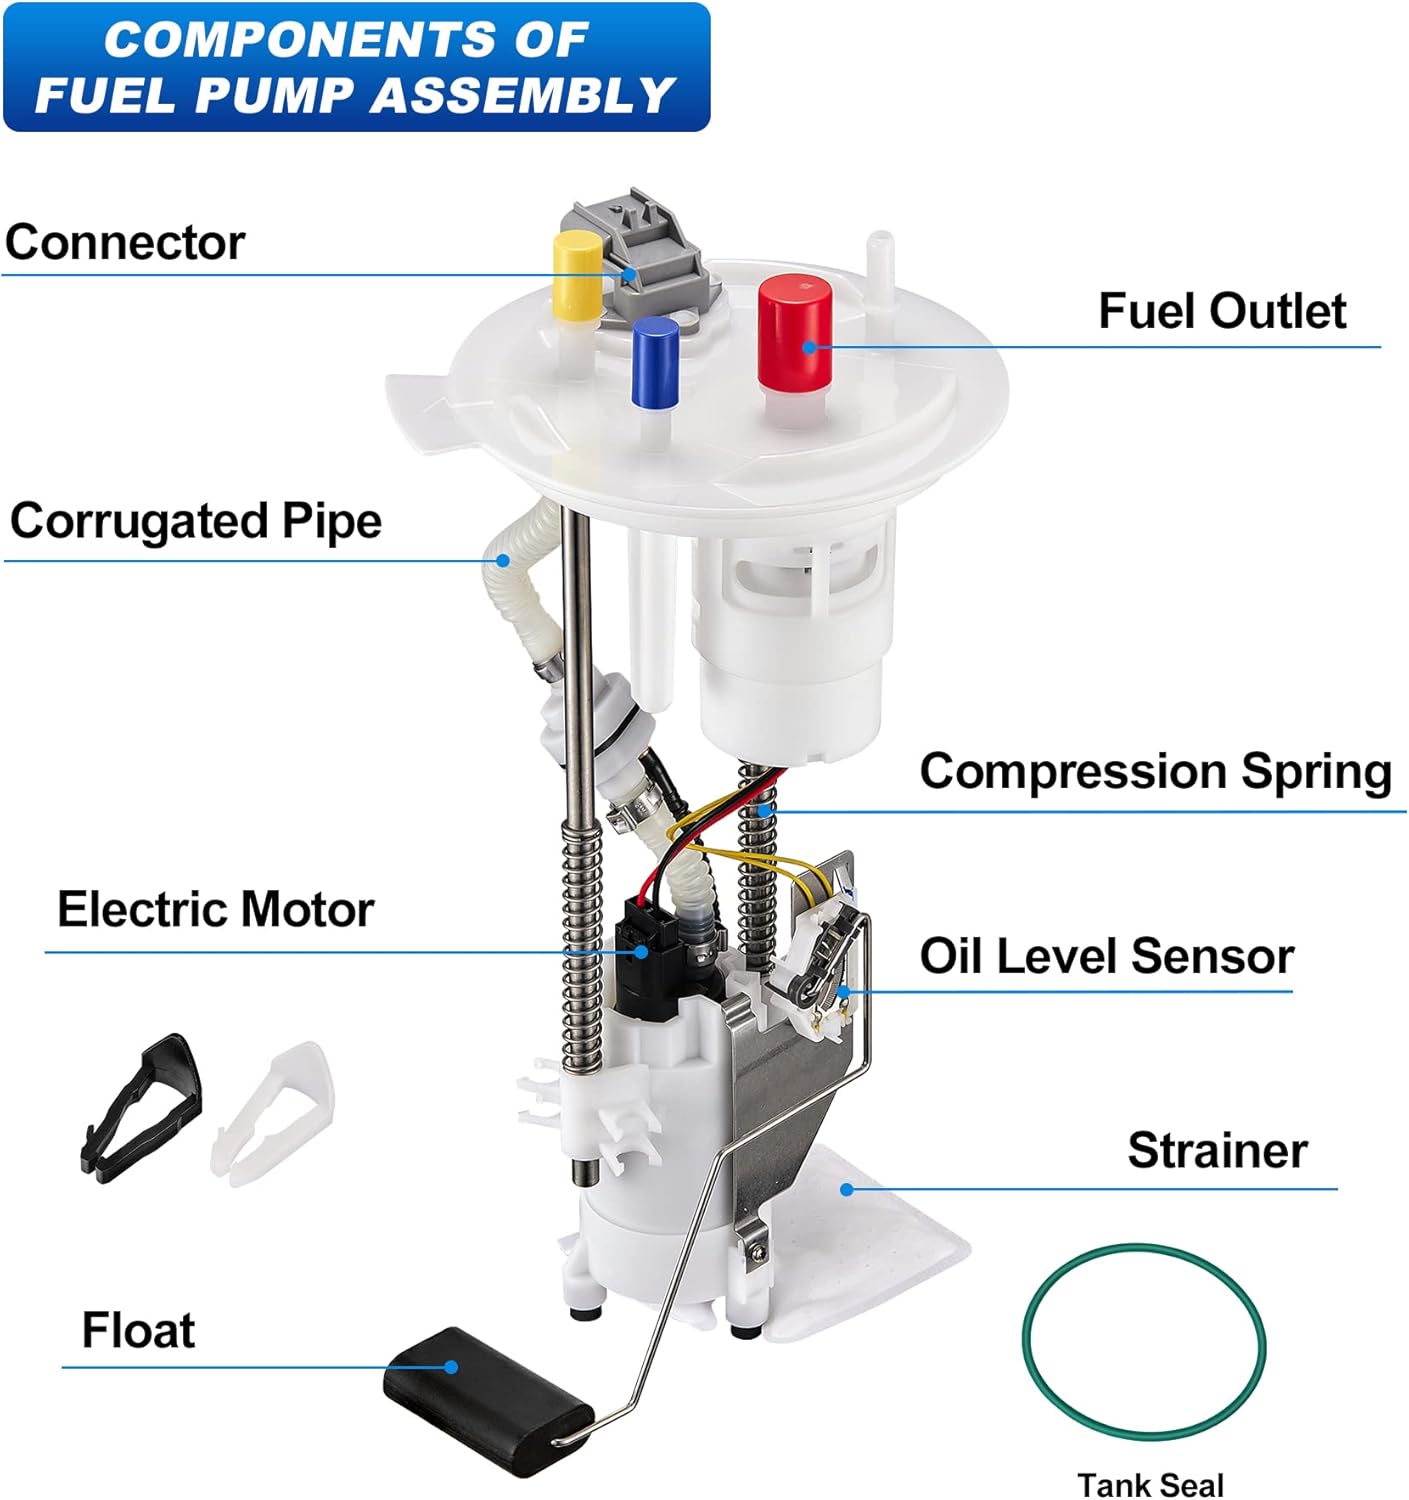 COMPONENTS OF
FUEL PUMP ASSEMBLY
Connector
Fuel Outlet
Corrugated Pipe
Compression Spring
Electric Motor
Oil Level Sensor
Strainer
Float
Tank Seal